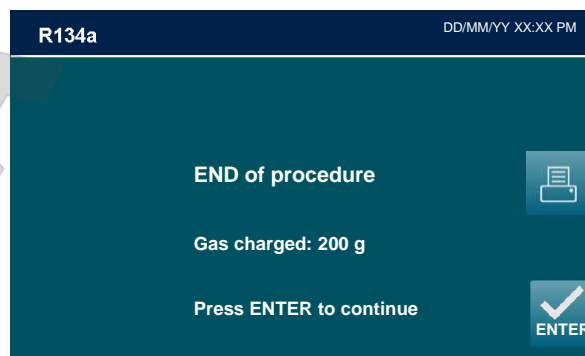 R134a
DD/MM/YY XX:XX PM
END of procedure
Gas charged: 200 g
Press ENTER to continue
ENTER